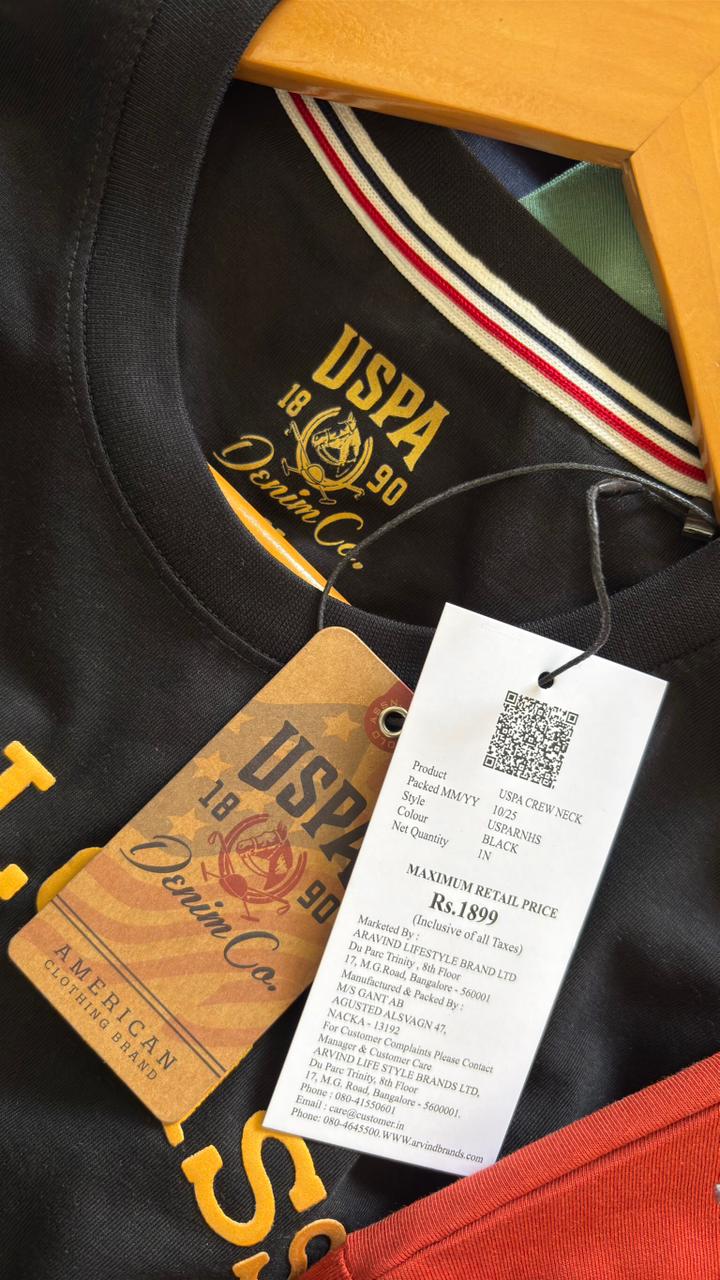 USPA
18
90
Denim Co.
USPA
18
90
Denim Co.
AMERICAN
CLOTHING BRAND
Product USPA CREW NECK
Packed MM/YY 10/25
Style USPARNHS
Colour BLACK
Net Quantity 1N
MAXIMUM RETAIL PRICE
Rs.1899
(Inclusive of all Taxes)
Marketed By :
ARAVIND LIFESTYLE BRAND LTD
Du Parc Trinity , 8th Floor
17, M.G.Road, Bangalore - 560001
Manufactured & Packed By :
M/S GANT AB
AGUSTED ALSVAGN 47,
NACKA - 13192
For Customer Complaints Please Contact
Manager & Customer Care
ARVIND LIFE STYLE BRANDS LTD,
Du Parc Trinity, 8th Floor
17, M.G. Road, Bangalore - 5600001.
Phone : 080-41550601
Email : care@customer.in
Phone: 080-4645500.WWW.arvindbrands.com